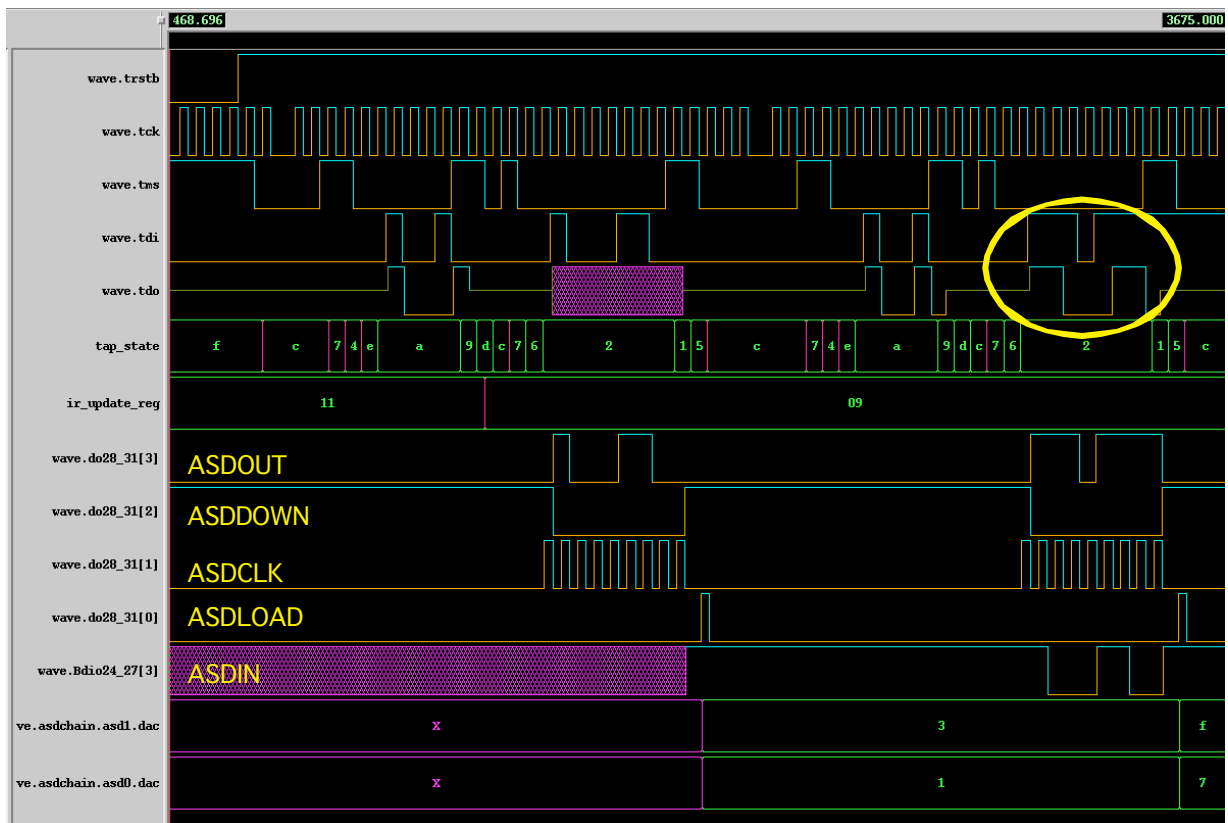 468.696 3675.000
wave.trstb
wave.tck
wave.tms
wave.tdi
wave.tdo
tap_state f c 7 4 e a 9 d c 7 6 2 1 5 c 7 4 e a 9 d c 7 6 2 1 5 c
ir_update_reg 11 09
wave.do28_31[3] ASDOUT
wave.do28_31[2] ASDDOWN
wave.do28_31[1] ASDCLK
wave.do28_31[0] ASDLOAD
wave.Bdio24_27[3] ASDIN
ve.asdchain.asd1.dac X 3 f
ve.asdchain.asd0.dac X 1 7